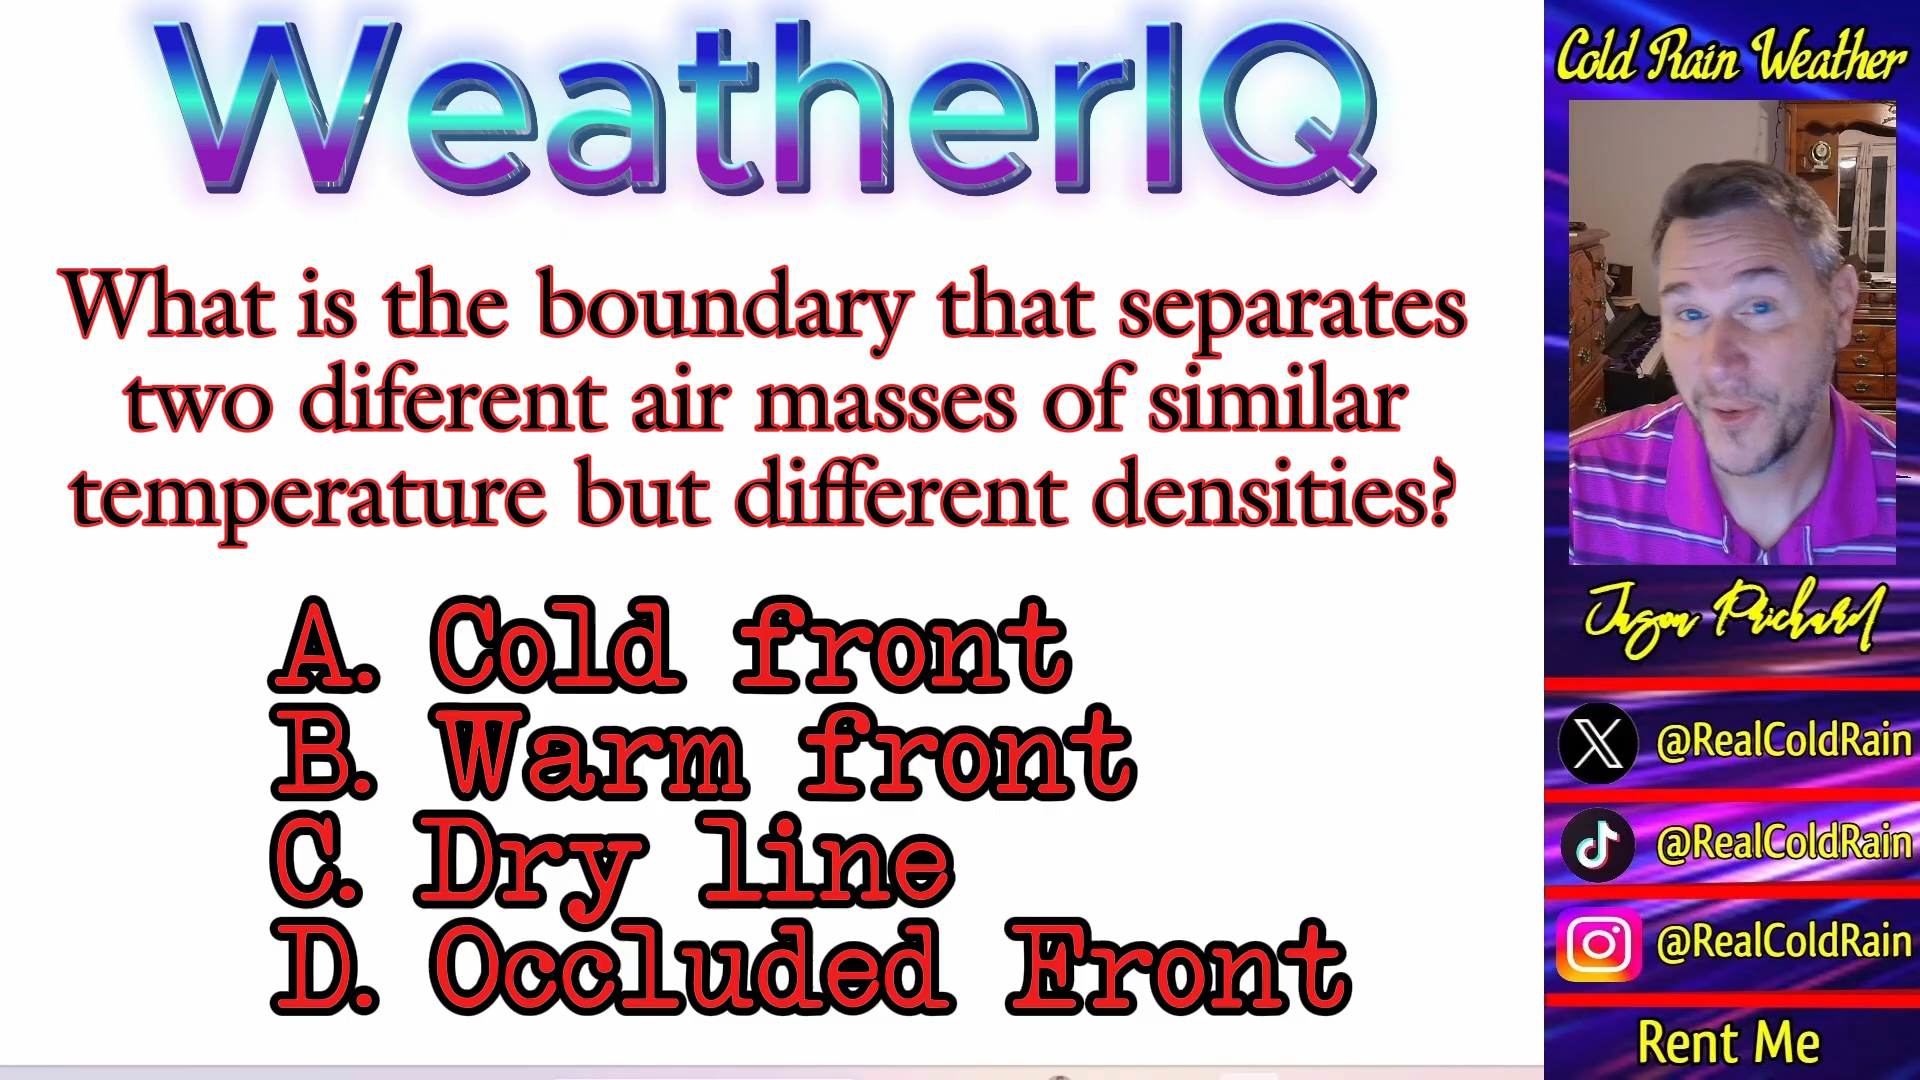 WeatherIQ
What is the boundary that separates
two diferent air masses of similar
temperature but different densities?
A. Cold front
B. Warm front
C. Dry line
D. Occluded Front
Cold Rain Weather
Jason Prichard
@RealColdRain
@RealColdRain
@RealColdRain
Rent Me